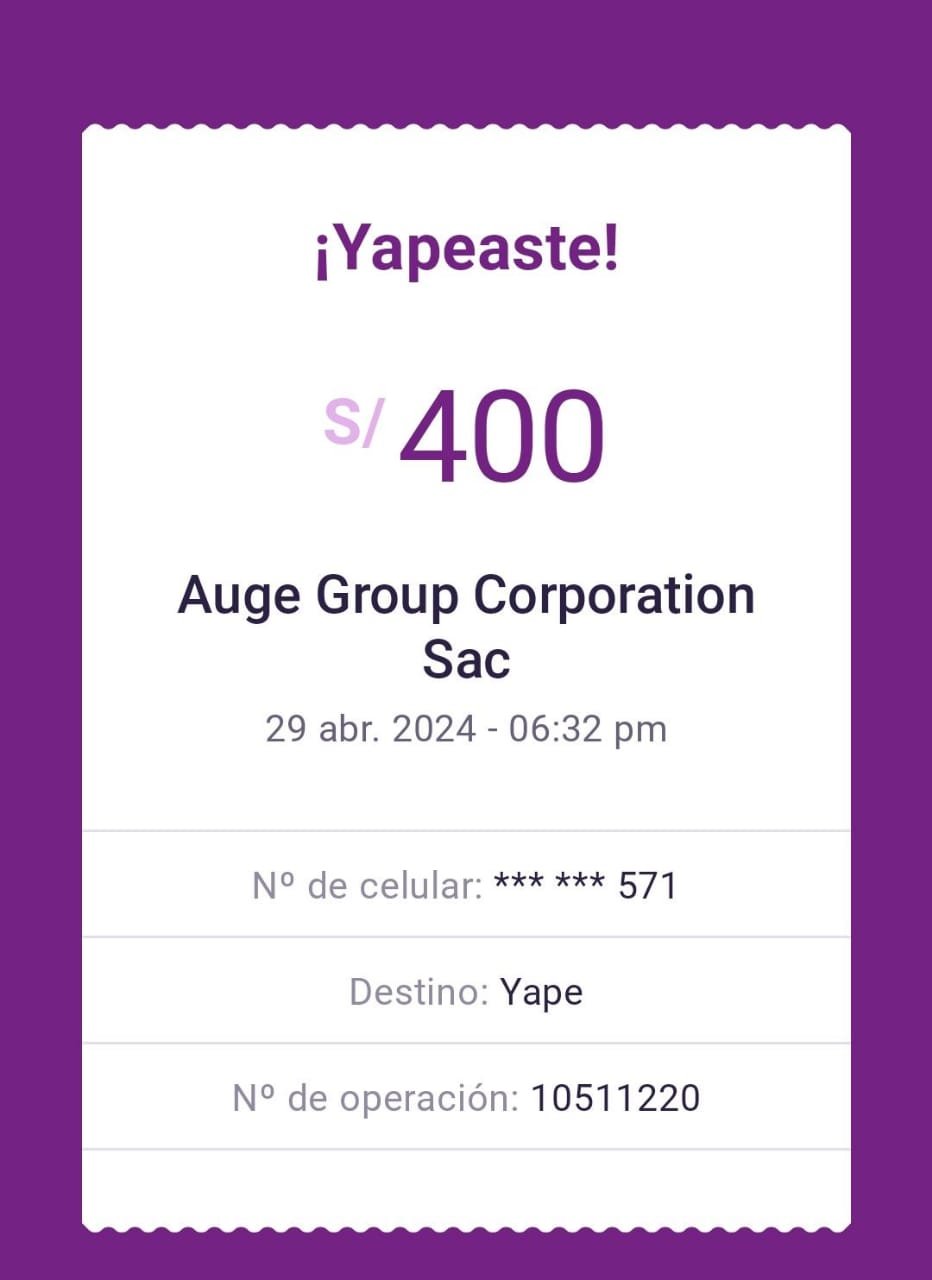 ¡Yapeaste!
S/ 400
Auge Group Corporation
Sac
29 abr. 2024 - 06:32 pm
Nº de celular: *** *** 571
Destino: Yape
Nº de operación: 10511220